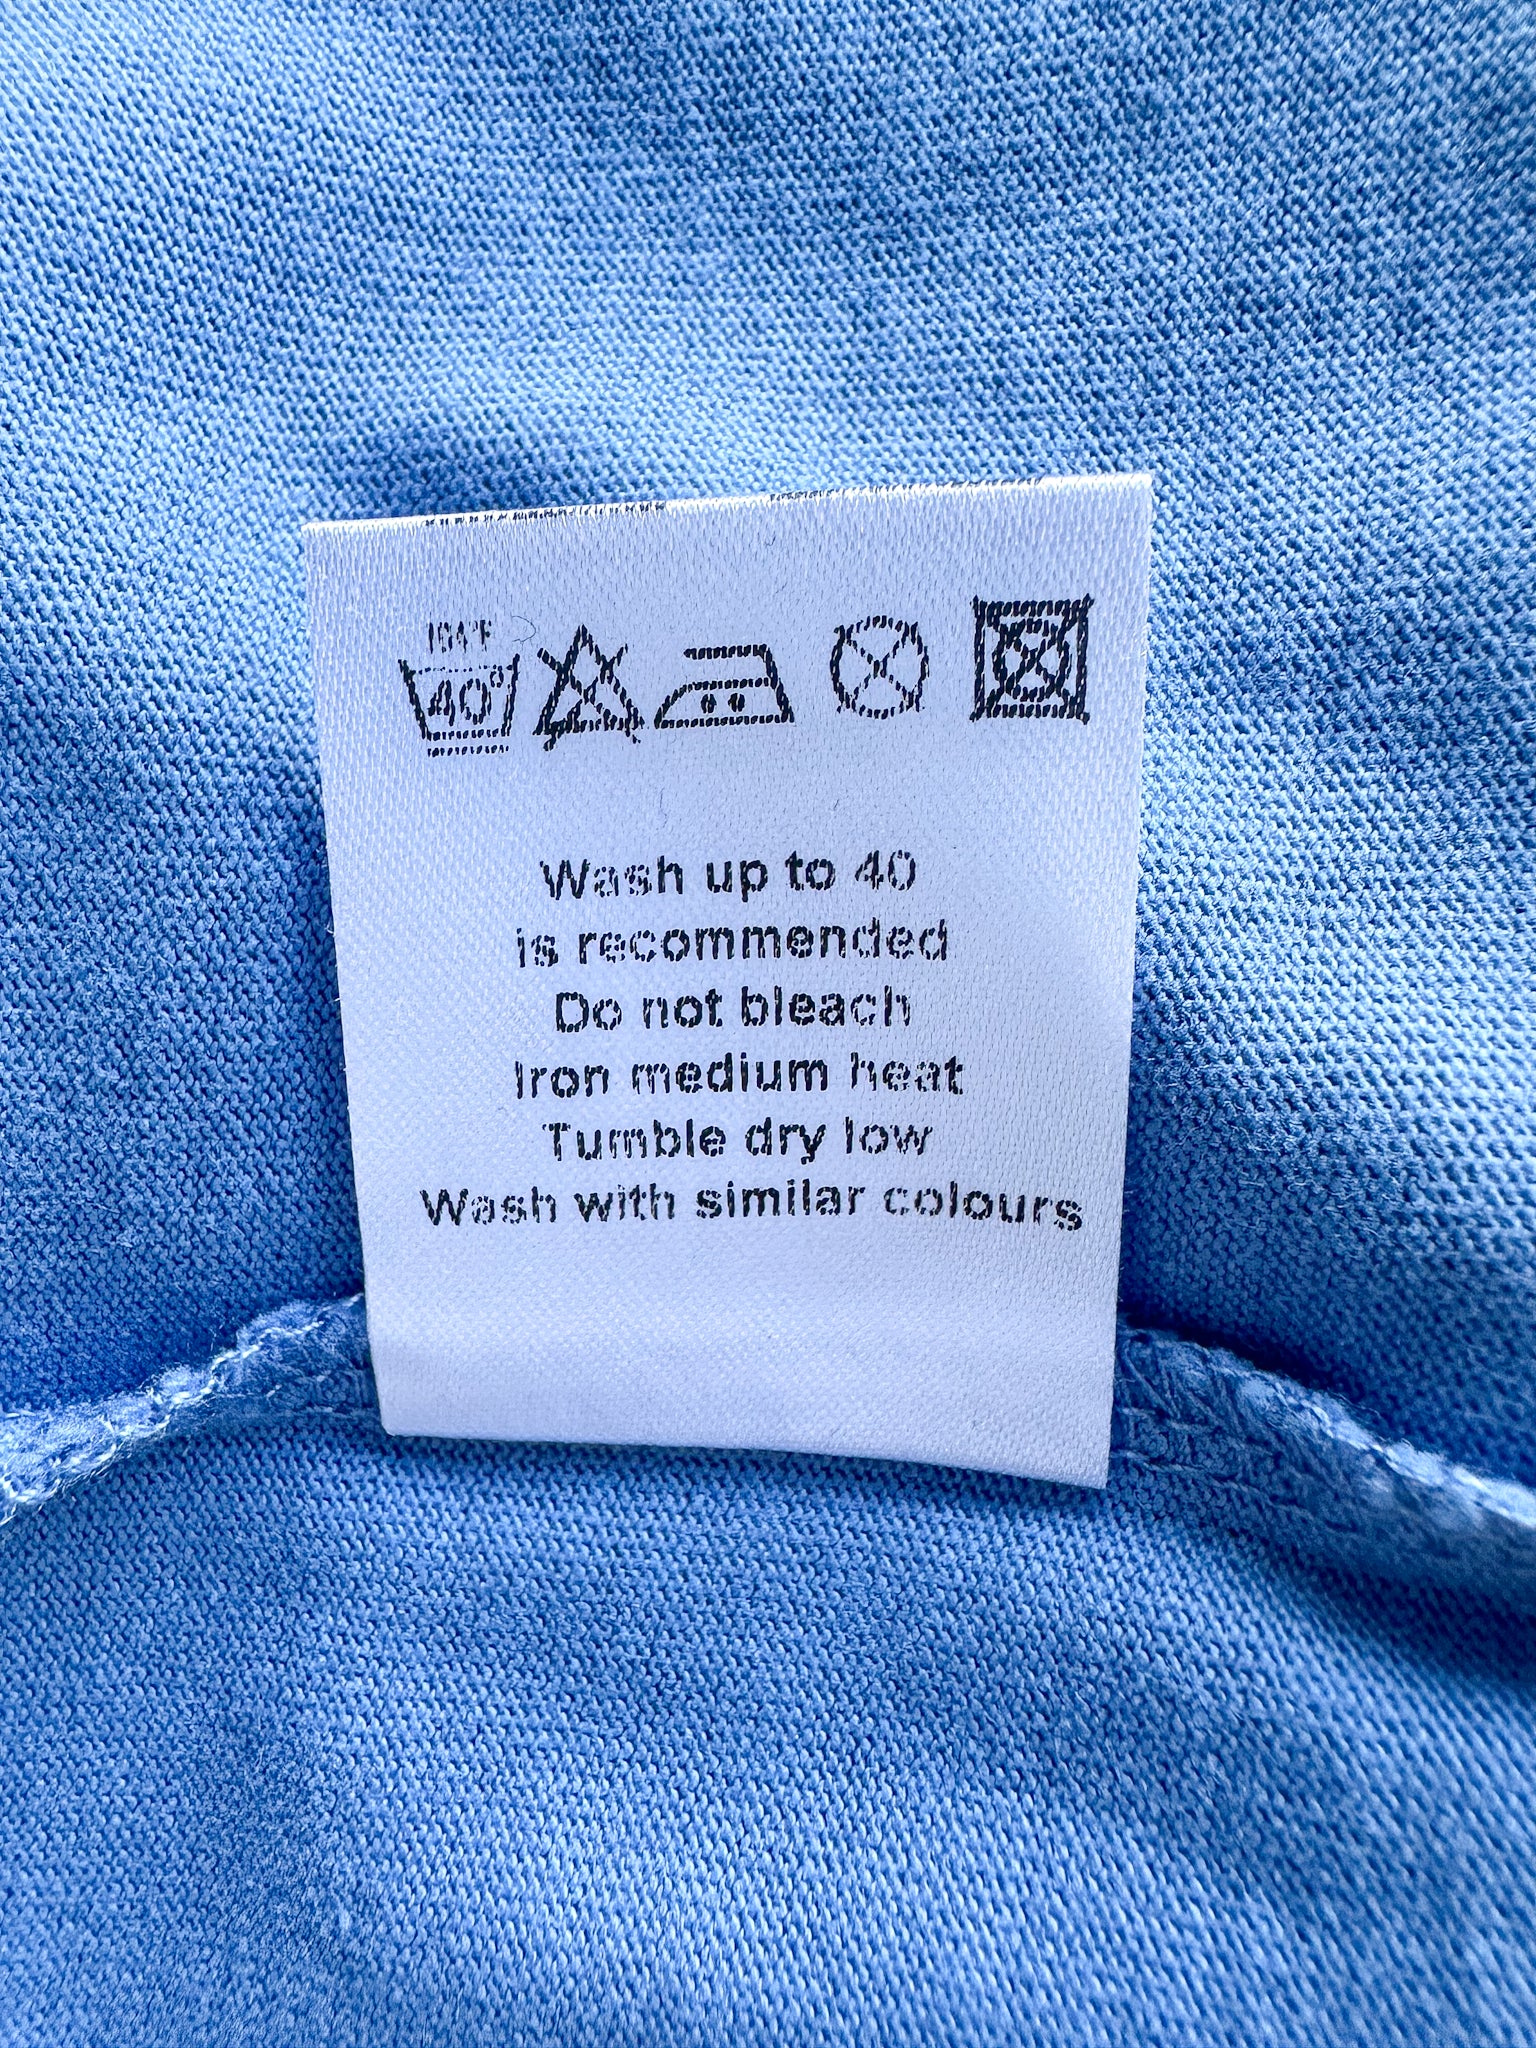 104°F
40°
Wash up to 40
is recommended
Do not bleach
Iron medium heat
Tumble dry low
Wash with similar colours